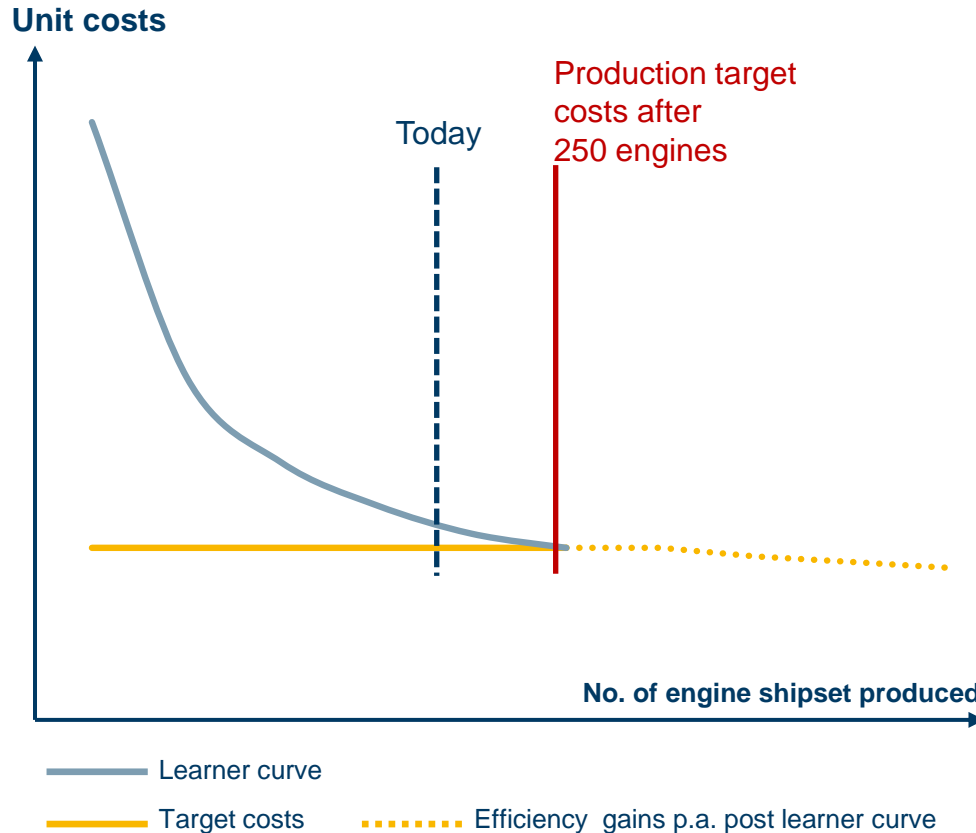 Unit costs
Production target
costs after
250 engines
Today
No. of engine shipset produced
Learner curve
Target costs
Efficiency gains p.a. post learner curve